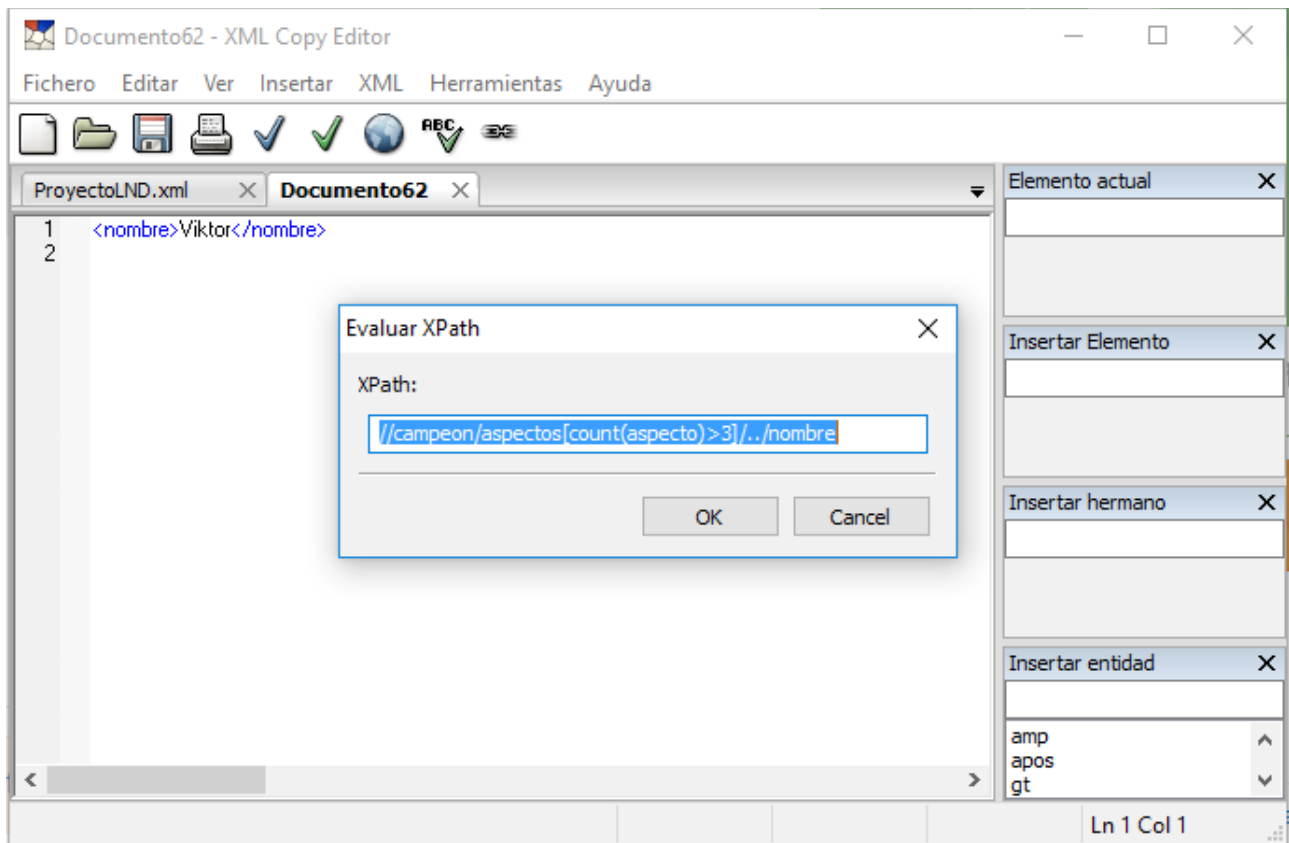 Documento62 - XML Copy Editor
Fichero Editar Ver Insertar XML Herramientas Ayuda
ABC
ProyectoLND.xml Documento62
1 <nombre>Viktor</nombre>
2
Evaluar XPath
XPath:
//campeon/aspectos[count(aspecto)>3]/../nombre
OK Cancel
Elemento actual
Insertar Elemento
Insertar hermano
Insertar entidad
amp
apos
gt
Ln 1 Col 1